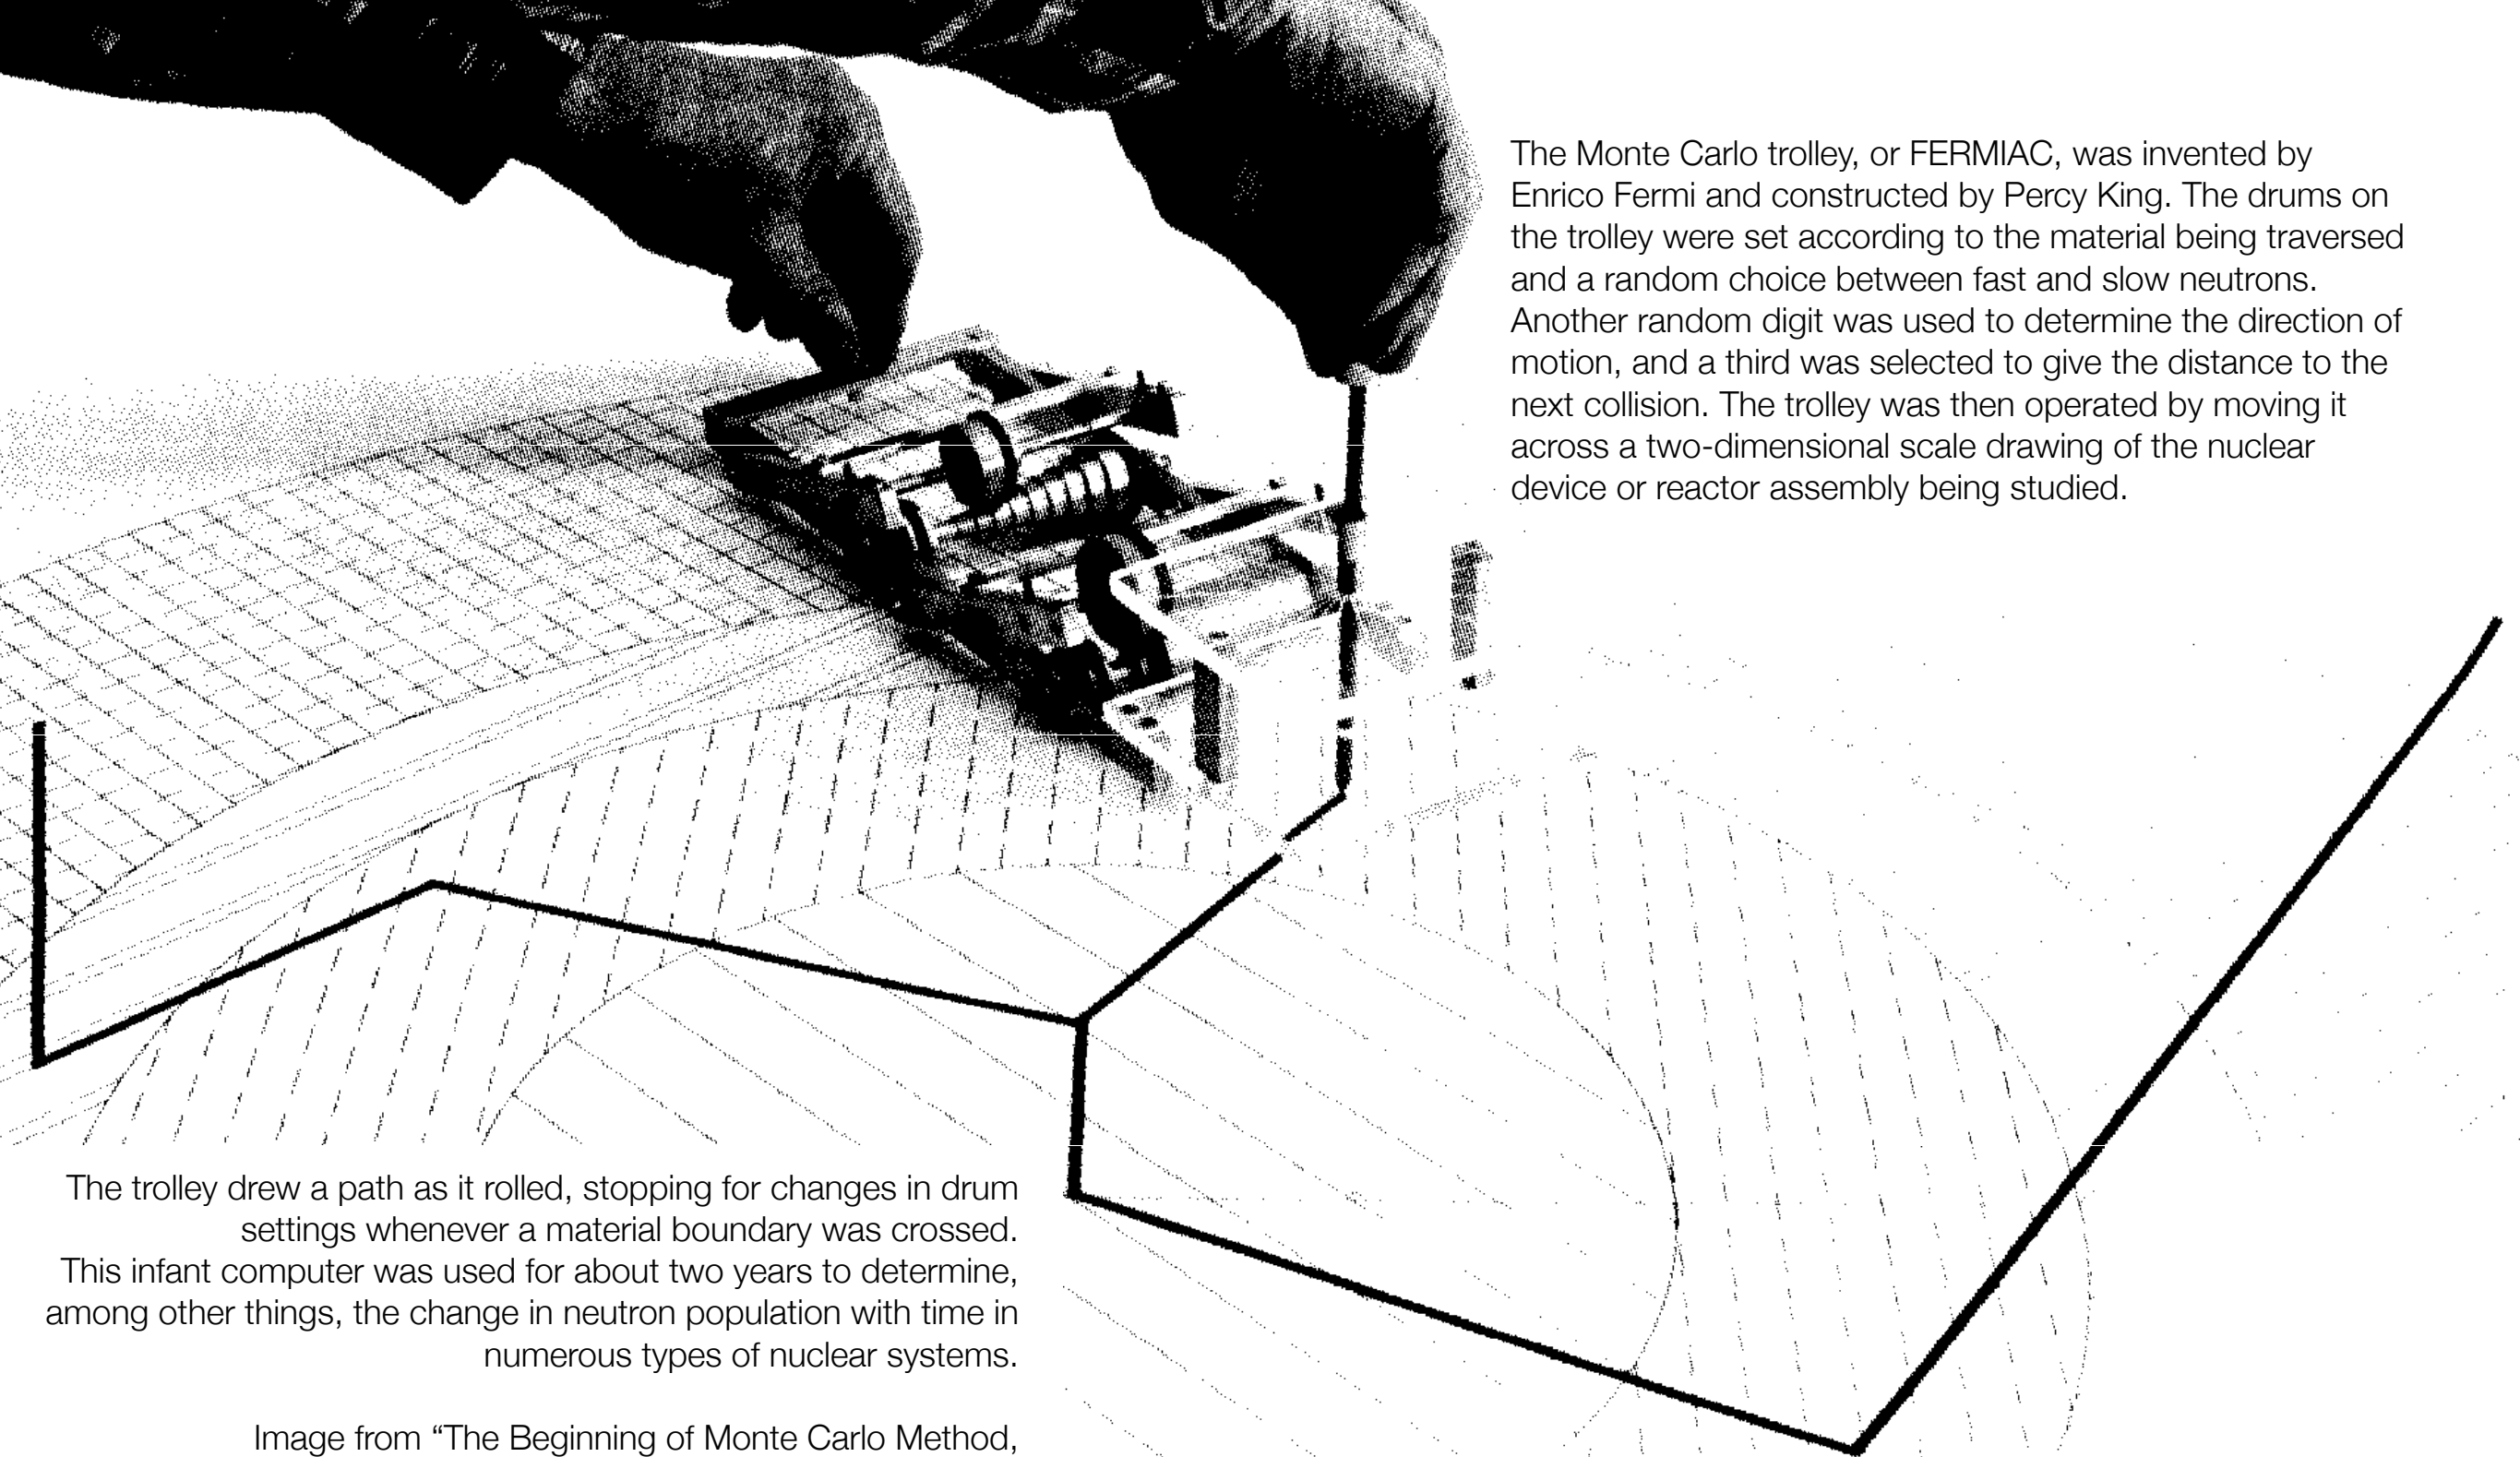 The Monte Carlo trolley, or FERMIAC, was invented by
Enrico Fermi and constructed by Percy King. The drums on
the trolley were set according to the material being traversed
and a random choice between fast and slow neutrons.
Another random digit was used to determine the direction of
motion, and a third was selected to give the distance to the
next collision. The trolley was then operated by moving it
across a two-dimensional scale drawing of the nuclear
device or reactor assembly being studied.
The trolley drew a path as it rolled, stopping for changes in drum
settings whenever a material boundary was crossed.
This infant computer was used for about two years to determine,
among other things, the change in neutron population with time in
numerous types of nuclear systems.
Image from “The Beginning of Monte Carlo Method,